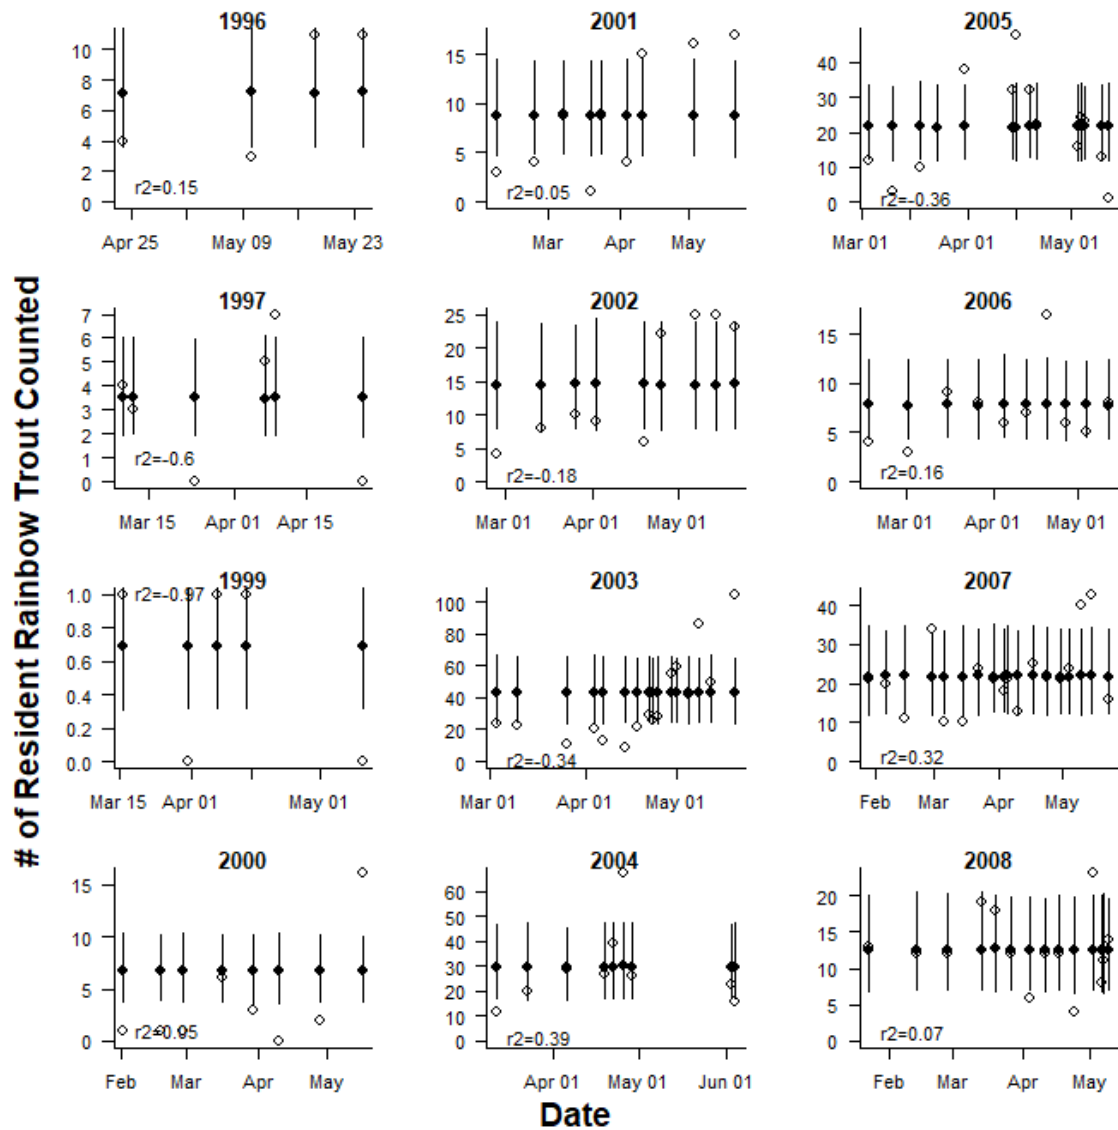 # of Resident Rainbow Trout Counted
1996
10
8
6
4
2
0
r2=0.15
Apr 25
May 09
May 23
2001
15
10
5
0
r2=0.05
Mar
Apr
May
2005
40
30
20
10
0
r2=-0.36
Mar 01
Apr 01
May 01
1997
7
6
5
4
3
2
1
0
r2=-0.6
Mar 15
Apr 01
Apr 15
2002
25
20
15
10
5
0
r2=-0.18
Mar 01
Apr 01
May 01
2006
15
10
5
0
r2=0.16
Mar 01
Apr 01
May 01
1999
1.0
0.8
0.6
0.4
0.2
0.0
r2=-0.97
Mar 15
Apr 01
May 01
2003
100
80
60
40
20
0
r2=-0.34
Mar 01
Apr 01
May 01
2007
40
30
20
10
0
r2=0.32
Feb
Mar
Apr
May
2000
15
10
5
0
r2=0.05
Feb
Mar
Apr
May
2004
60
50
40
30
20
10
0
r2=0.39
Apr 01
May 01
Jun 01
2008
20
15
10
5
0
r2=0.07
Feb
Mar
Apr
May
Date